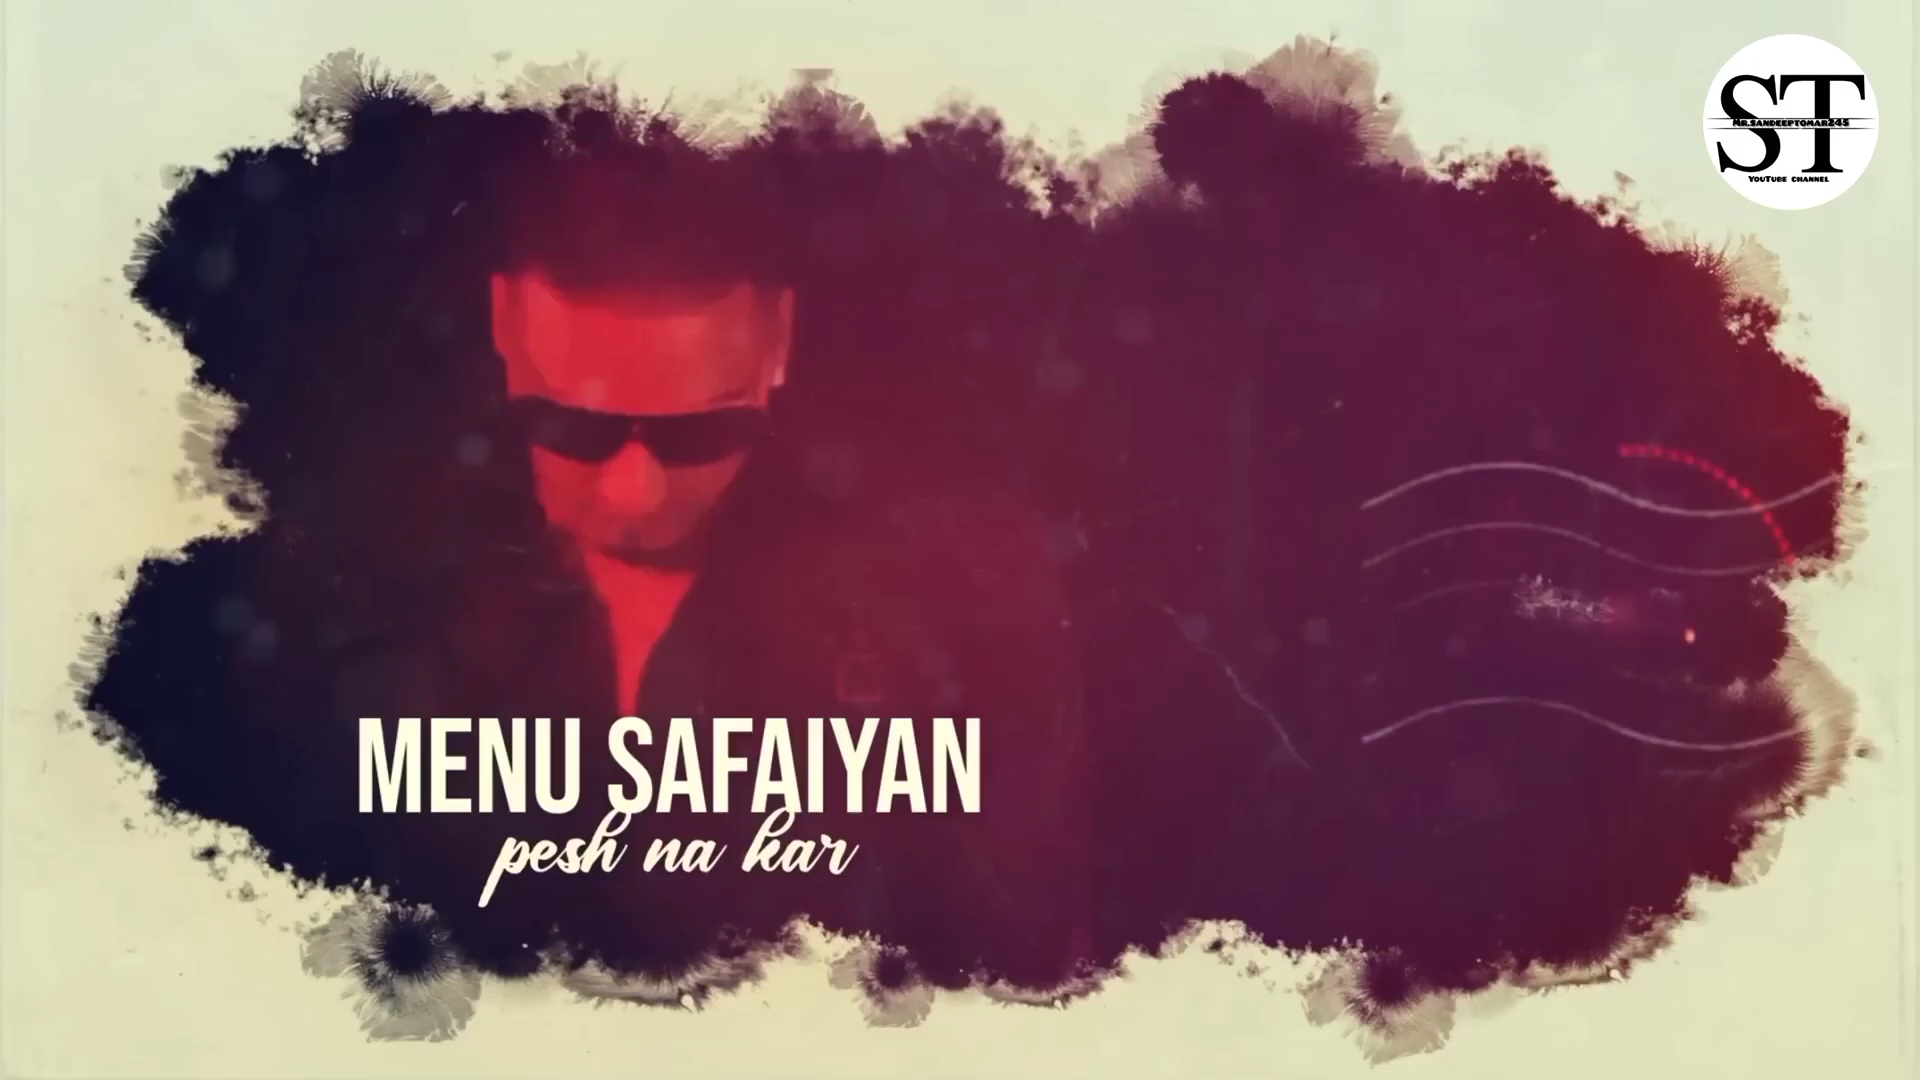 ST
MR.SANDEEPTOMAR245
YOUTUBE CHANNEL
MENU SAFAIYAN
pesh na kar